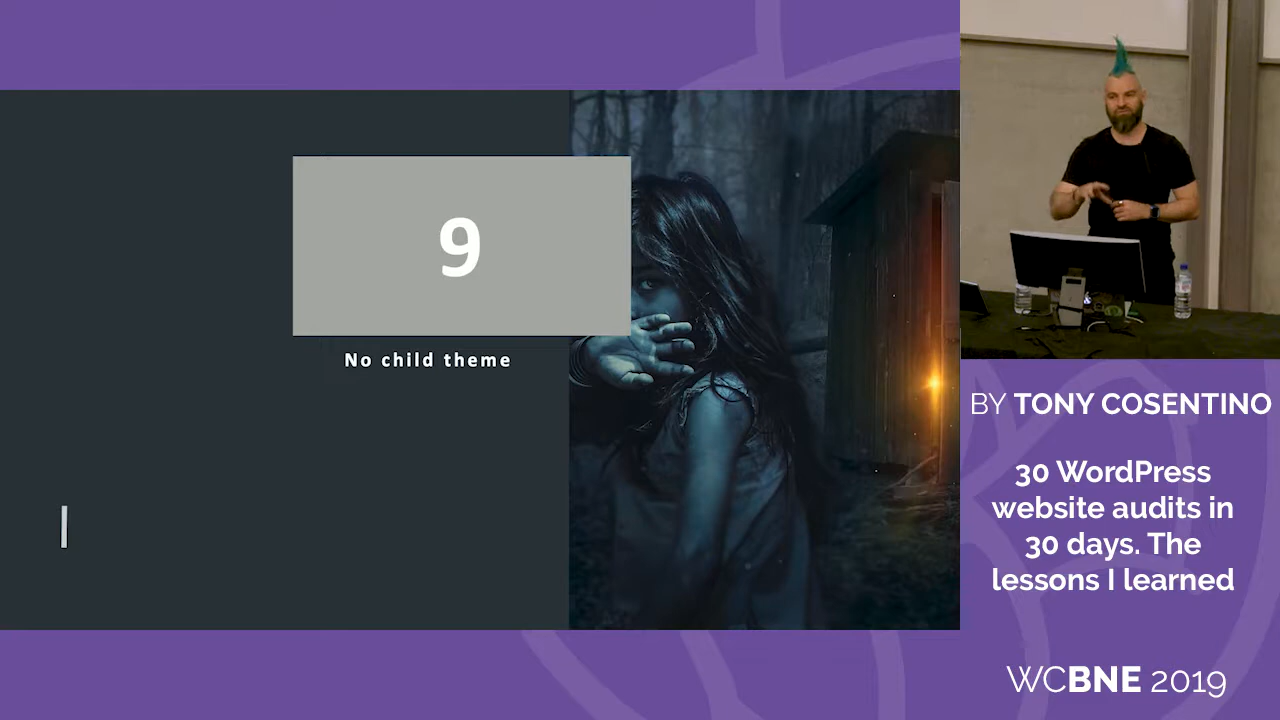 9
No child theme
BY TONY COSENTINO
30 WordPress
website audits in
30 days. The
lessons I learned
WCBNE 2019